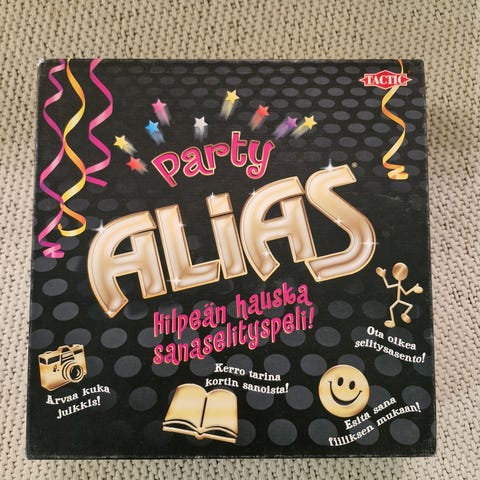 TACTIC
Party
ALIAS®
Hilpeän hauska
sanaselityspeli!
Ota oikea
selitysasento!
Arvaa kuka
julkkis!
Kerro tarina
kortin sanoista!
Esitä sana
fiiliksen mukaan!